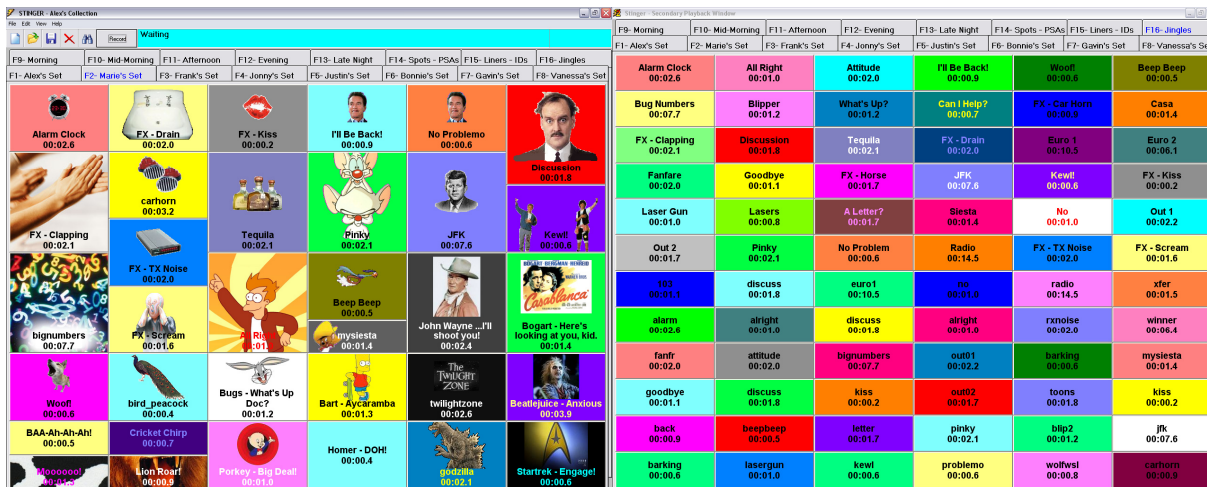 STINGER - Alex's Collection
File Edit View Help
Record
Waiting
F9- Morning F10- Mid-Morning F11- Afternoon F12- Evening F13- Late Night F14- Spots - PSAs F15- Liners - IDs F16- Jingles
F1- Alex's Set F2- Marie's Set F3- Frank's Set F4- Jonny's Set F5- Justin's Set F6- Bonnie's Set F7- Gavin's Set F8- Vanessa's Set
Alarm Clock
00:02.6
FX - Drain
00:02.0
FX - Kiss
00:00.2
I'll Be Back!
00:00.9
No Problemo
00:00.6
Discussion
00:01.8
FX - Clapping
00:02.1
carhorn
00:03.2
Tequila
00:02.1
Pinky
00:02.1
JFK
00:07.6
Kewl!
00:00.6
FX - TX Noise
00:02.0
bignumbers
00:07.7
FX - Scream
00:01.6
All Right
Beep Beep
00:00.5
mysiesta
00:01.4
John Wayne ...I'll
shoot you!
00:02.4
BOGART BERGMAN HENREID
Casablanca
Bogart - Here's
looking at you, kid.
00:01.4
Woof!
00:00.6
bird_peacock
00:00.4
Bugs - What's Up
Doc?
00:01.2
Bart - Aycaramba
00:01.3
THE
TWILIGHT
ZONE
twilightzone
00:02.6
Beatlejuice - Anxious
00:03.9
BAA-Ah-Ah-Ah!
00:00.5
Cricket Chirp
00:00.7
Porkey - Big Deal!
00:01.0
Homer - DOH!
00:00.4
godzilla
00:02.1
Startrek - Engage!
00:00.6
Mooooooo!
00:01.5
Lion Roar!
00:00.9
Stinger - Secondary Playback Window
F9- Morning F10- Mid-Morning F11- Afternoon F12- Evening F13- Late Night F14- Spots - PSAs F15- Liners - IDs F16- Jingles
F1- Alex's Set F2- Marie's Set F3- Frank's Set F4- Jonny's Set F5- Justin's Set F6- Bonnie's Set F7- Gavin's Set F8- Vanessa's Set
Alarm Clock All Right Attitude I'll Be Back! Woof! Beep Beep
00:02.6 00:01.0 00:02.0 00:00.9 00:00.6 00:00.5
Bug Numbers Blipper What's Up? Can I Help? FX - Car Horn Casa
00:07.7 00:01.2 00:01.2 00:00.7 00:00.9 00:01.4
FX - Clapping Discussion Tequila FX - Drain Euro 1 Euro 2
00:02.1 00:01.8 00:02.1 00:02.0 00:10.5 00:06.1
Fanfare Goodbye FX - Horse JFK Kewl! FX - Kiss
00:02.0 00:01.1 00:01.7 00:07.6 00:00.6 00:00.2
Laser Gun Lasers A Letter? Siesta No Out 1
00:01.0 00:00.8 00:01.7 00:01.4 00:01.0 00:02.2
Out 2 Pinky No Problem Radio FX - TX Noise FX - Scream
00:01.7 00:02.1 00:00.6 00:14.5 00:02.0 00:01.6
103 discuss euro1 no radio xfer
00:01.1 00:01.8 00:10.5 00:01.0 00:14.5 00:01.5
alarm alright discuss alright rxnoise winner
00:02.6 00:01.0 00:01.8 00:01.0 00:02.0 00:06.4
fanfr attitude bignumbers out01 barking mysiesta
00:02.0 00:02.0 00:07.7 00:02.2 00:00.6 00:01.4
goodbye discuss kiss out02 toons kiss
00:01.1 00:01.8 00:00.2 00:01.7 00:01.8 00:00.2
back beepbeep letter pinky blip2 jfk
00:00.9 00:00.5 00:01.7 00:02.1 00:01.2 00:07.6
barking lasergun kewl problemo wolfwsl carhorn
00:00.6 00:01.0 00:00.6 00:00.6 00:00.8 00:00.9